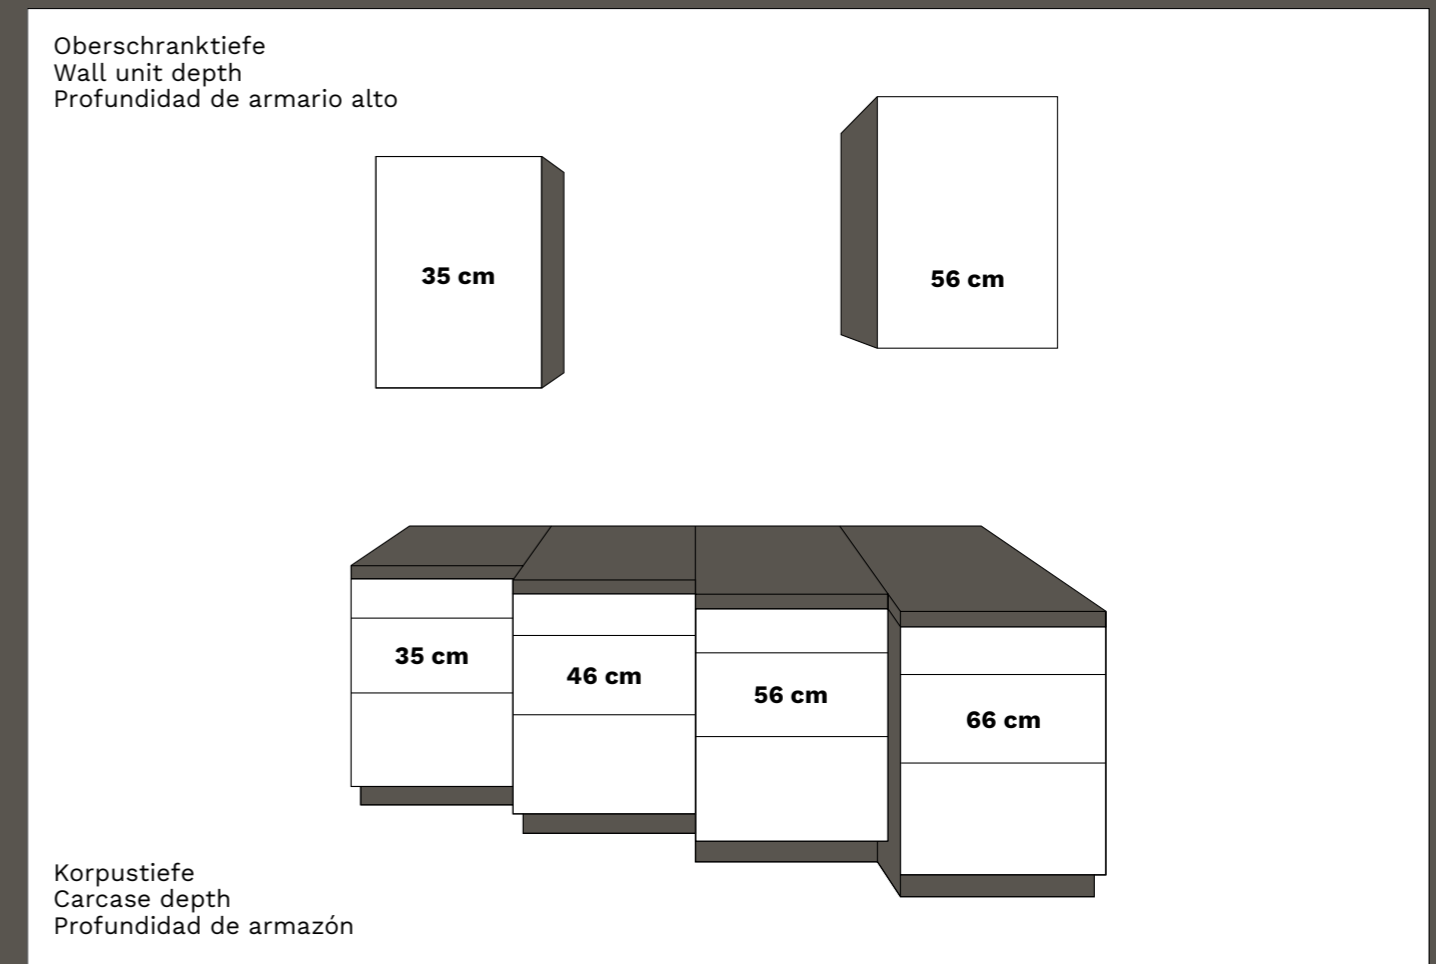 Oberschranktiefe
Wall unit depth
Profundidad de armario alto
35 cm
56 cm
35 cm
46 cm
56 cm
66 cm
Korpustiefe
Carcase depth
Profundidad de armazón